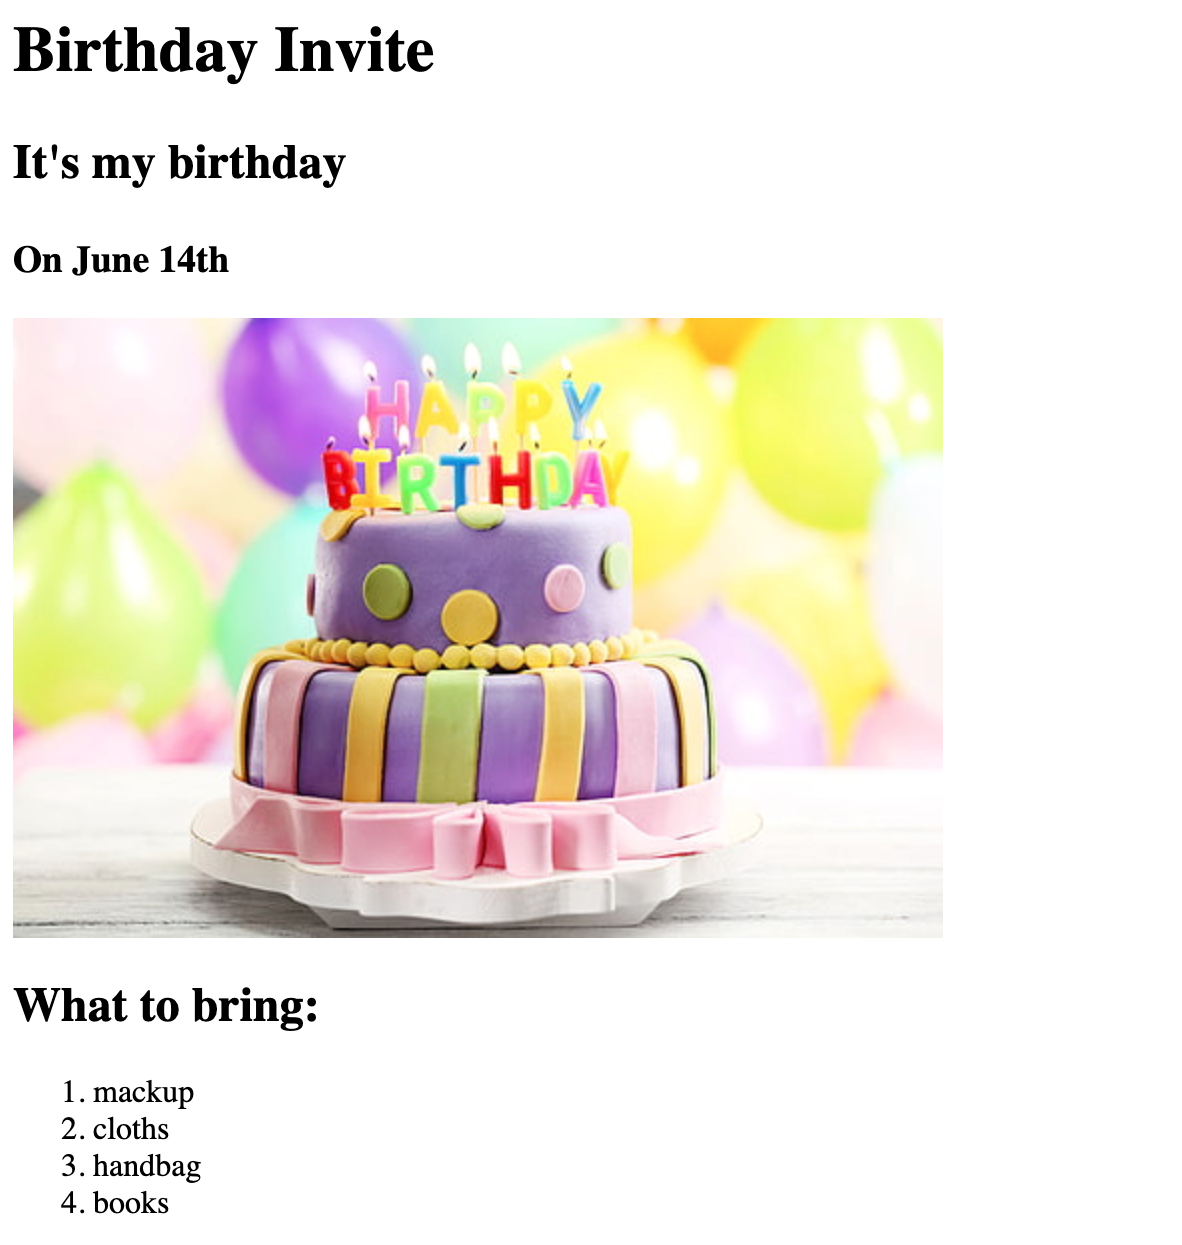 Birthday Invite
It's my birthday
On June 14th
HAPPY
BIRTHDAY
What to bring:
1. mackup
2. cloths
3. handbag
4. books